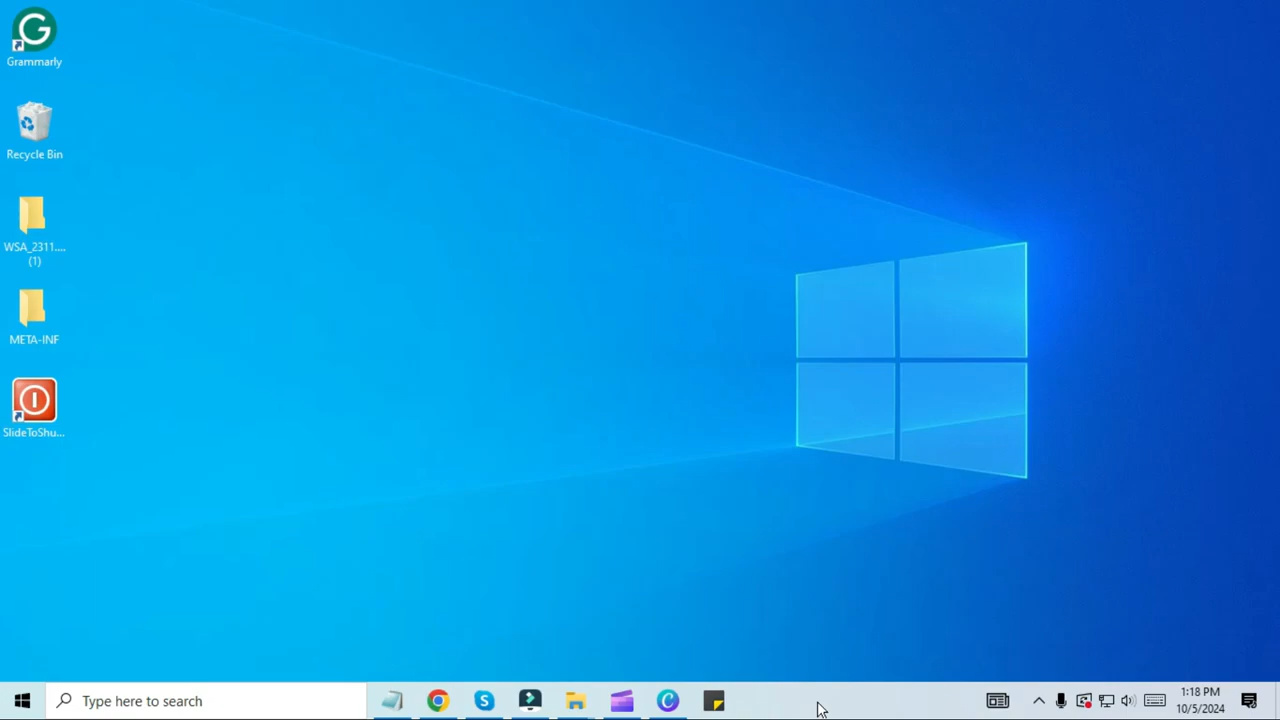 Grammarly
Recycle Bin
WSA_2311....
(1)
META-INF
SlideToShu...
Type here to search
1:18 PM
10/5/2024